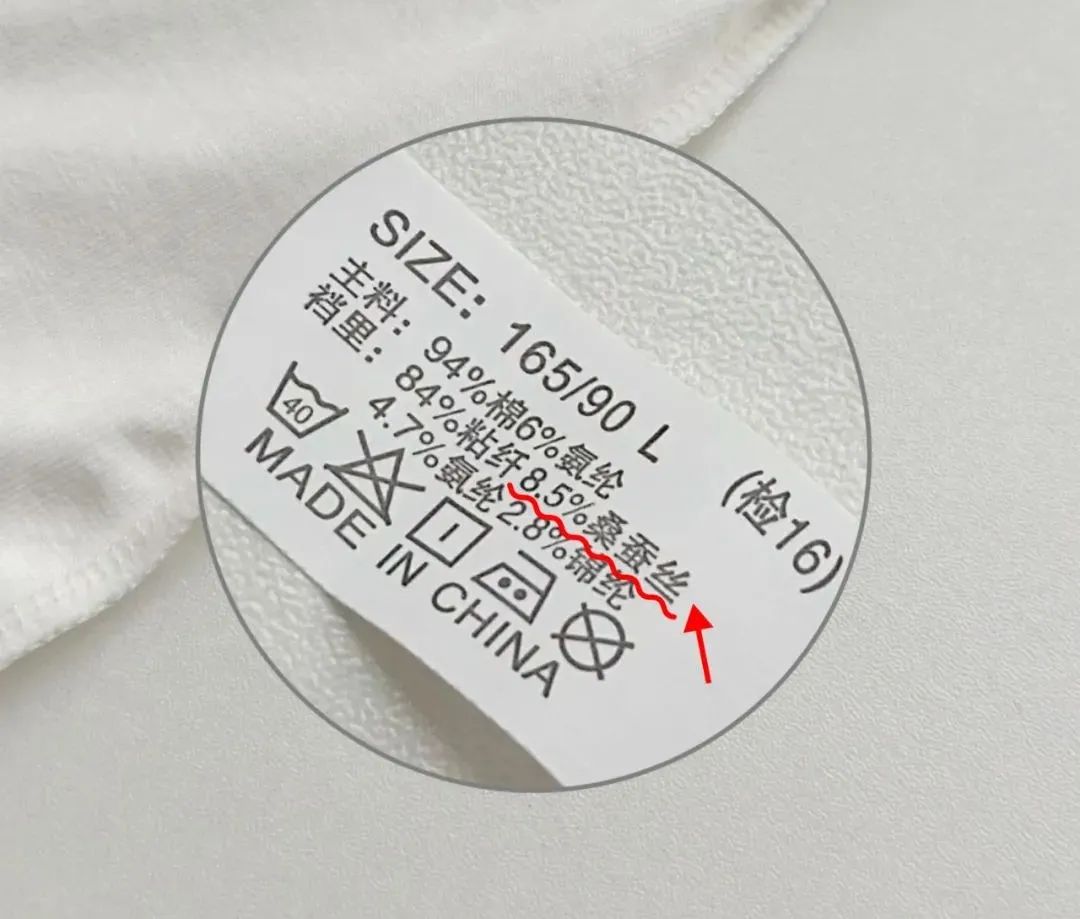 SIZE: 165/90 L (检16)
主料: 94%棉6%氨纶
裆里: 84%粘纤8.5%桑蚕丝
4.7%氨纶2.8%锦纶
40
MADE IN CHINA